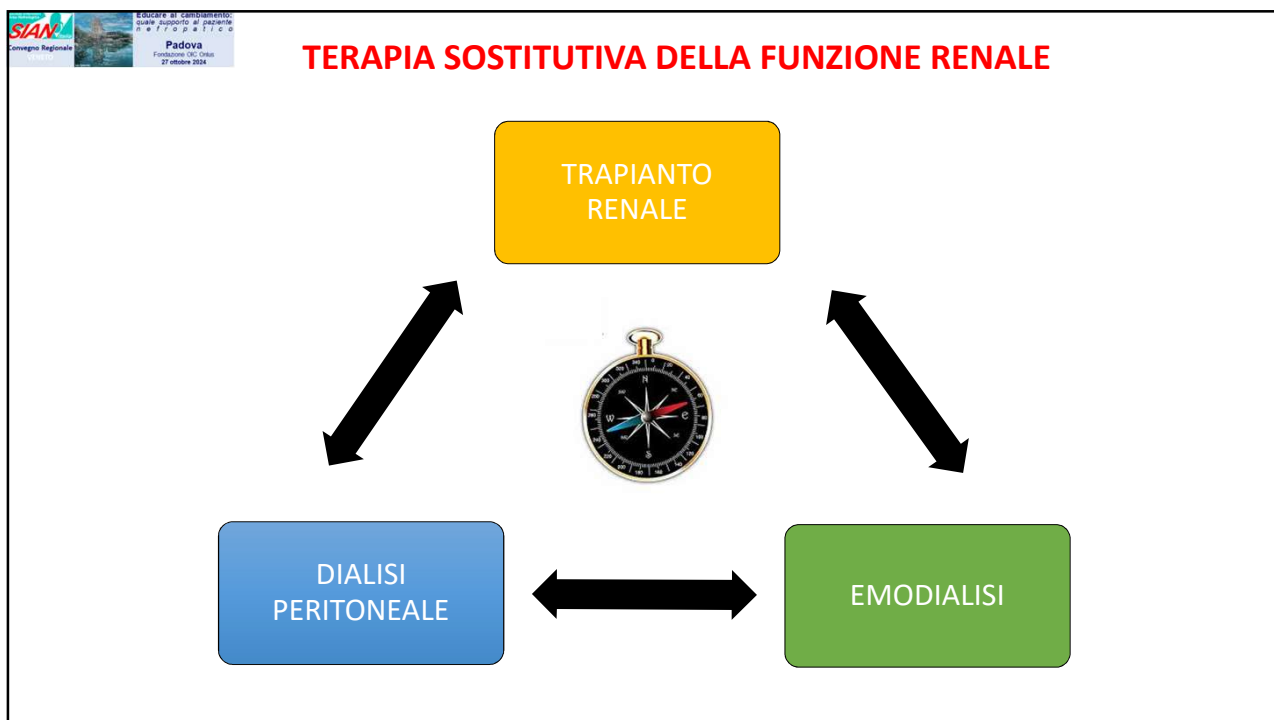 SIAN
Convegno Regionale
VENETO
Educare al cambiamento:
quale supporto al paziente
nefropatico
Padova
Fondazione OIC Onlus
27 ottobre 2024
TERAPIA SOSTITUTIVA DELLA FUNZIONE RENALE
TRAPIANTO
RENALE
N
W
e
S
DIALISI
PERITONEALE
EMODIALISI